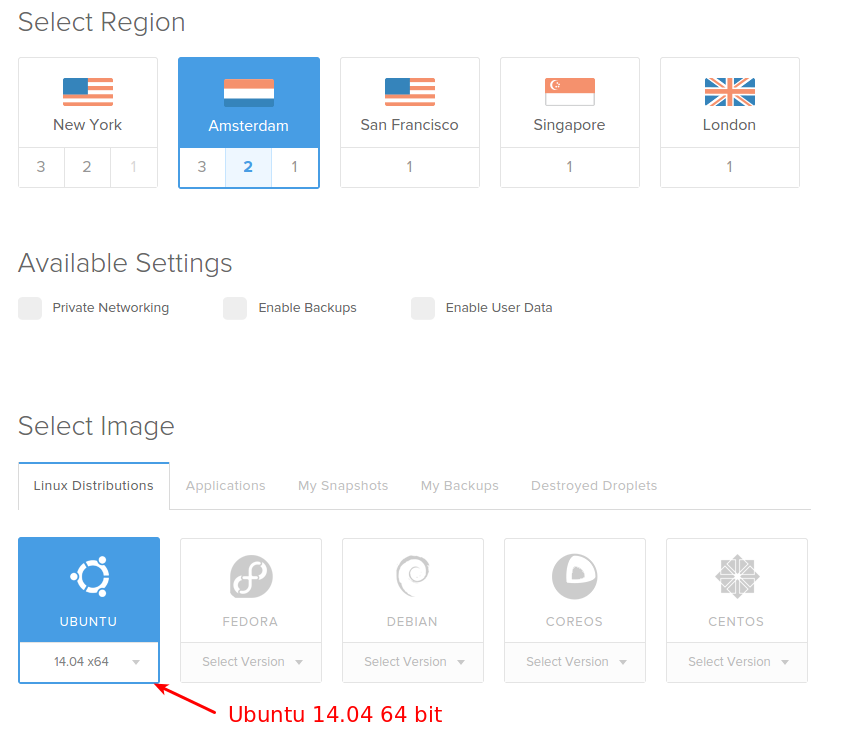 Select Region
New York Amsterdam San Francisco Singapore London
3 2 1 3 2 1 1 1 1
Available Settings
Private Networking Enable Backups Enable User Data
Select Image
Linux Distributions Applications My Snapshots My Backups Destroyed Droplets
UBUNTU FEDORA DEBIAN COREOS CENTOS
14.04 x64 Select Version Select Version Select Version Select Version
Ubuntu 14.04 64 bit